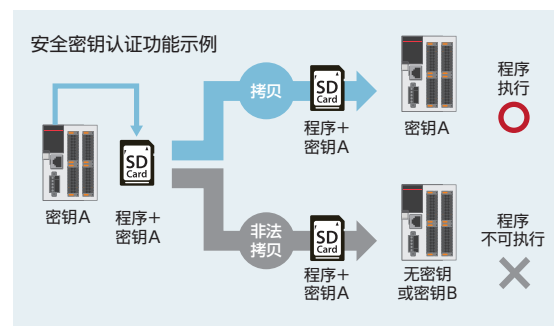 安全密钥认证功能示例
拷贝
SD
Card
程序+
密钥A
密钥A
程序
执行
SD
Card
密钥A
程序+
密钥A
非法
拷贝
SD
Card
程序+
密钥A
无密钥
或密钥B
程序
不可执行